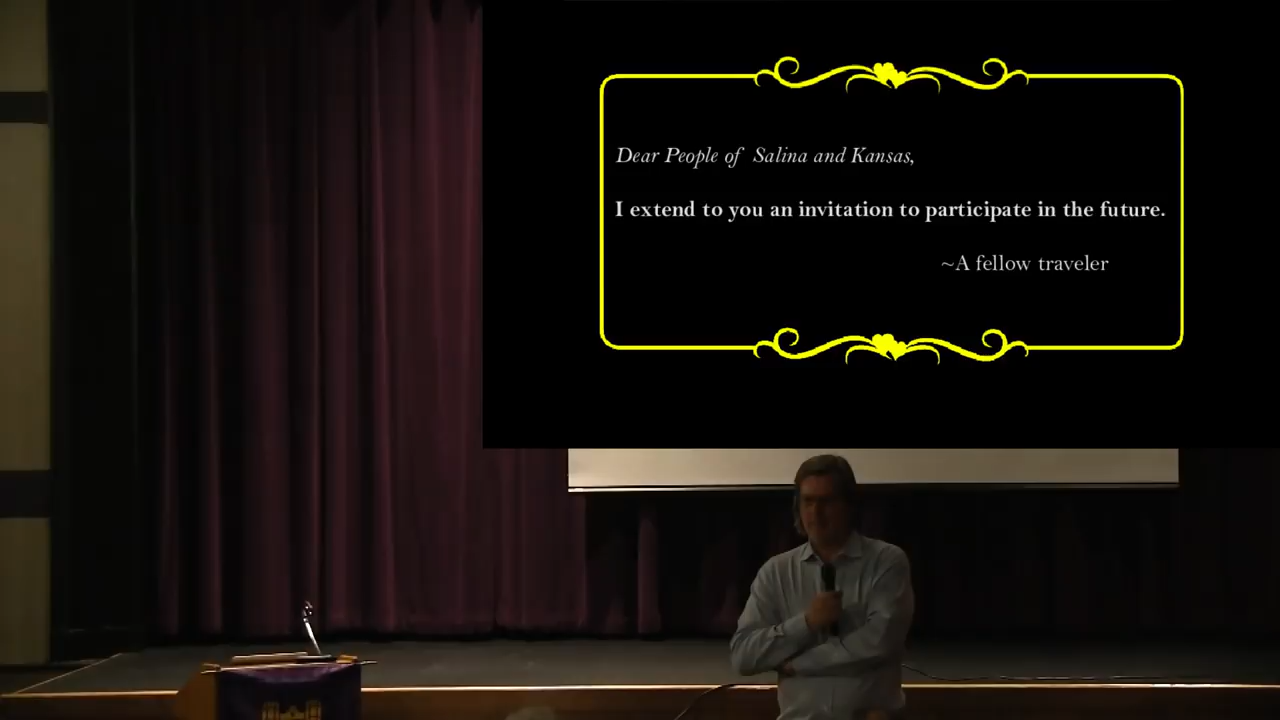 Dear People of Salina and Kansas,
I extend to you an invitation to participate in the future.
~A fellow traveler